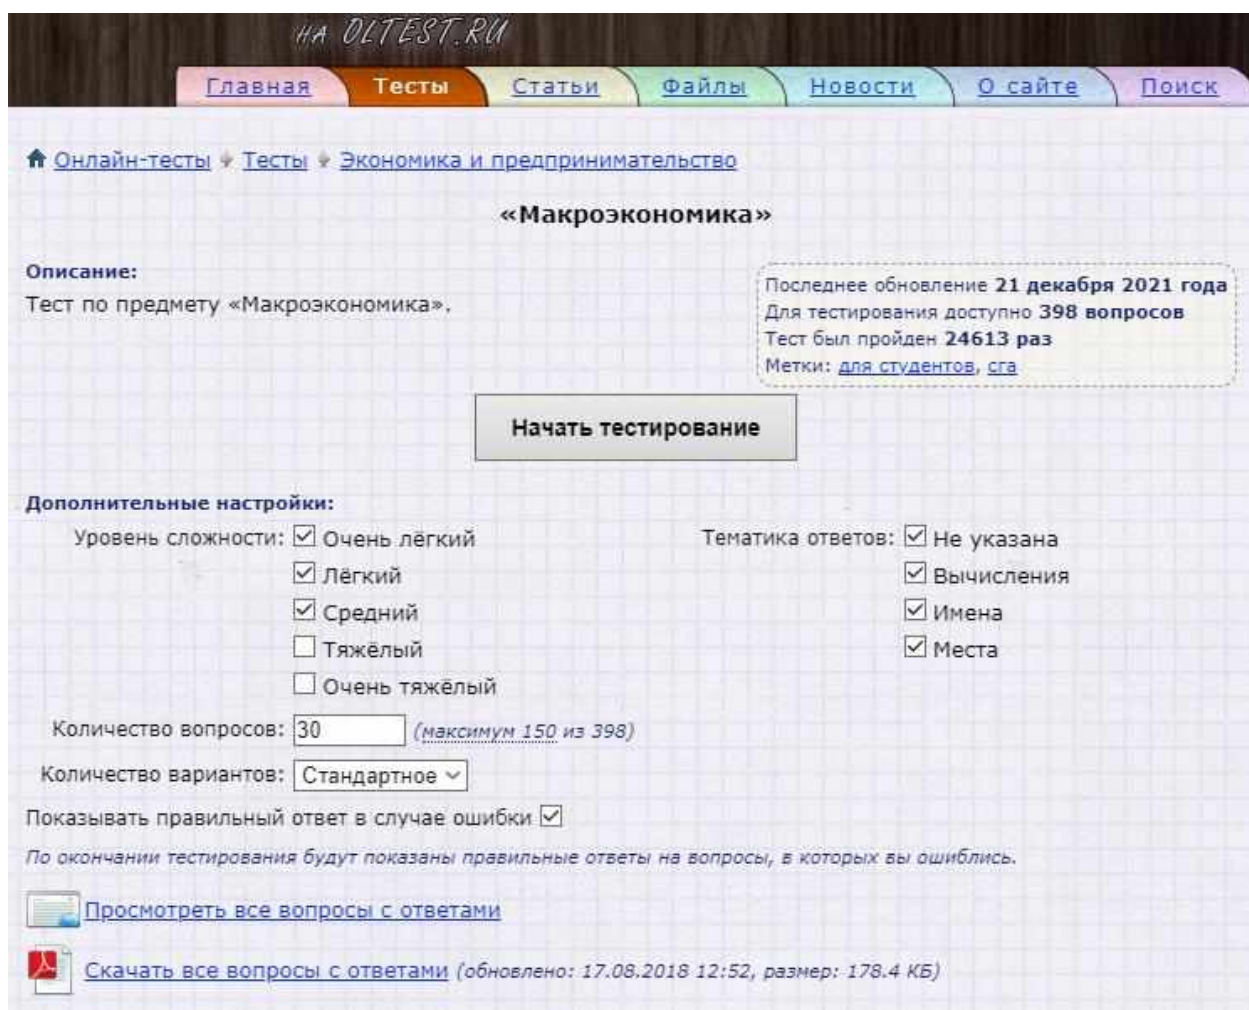 на OLTEST.RU
Главная Тесты Статьи Файлы Новости О сайте Поиск
Онлайн-тесты Тесты Экономика и предпринимательство
«Макроэкономика»
Описание:
Тест по предмету «Макроэкономика».
Последнее обновление 21 декабря 2021 года
Для тестирования доступно 398 вопросов
Тест был пройден 24613 раз
Метки: для студентов, сга
Начать тестирование
Дополнительные настройки:
Уровень сложности: Очень лёгкий
Лёгкий
Средний
Тяжёлый
Очень тяжёлый
Тематика ответов: Не указана
Вычисления
Имена
Места
Количество вопросов: 30 (максимум 150 из 398)
Количество вариантов: Стандартное
Показывать правильный ответ в случае ошибки
По окончании тестирования будут показаны правильные ответы на вопросы, в которых вы ошиблись.
Просмотреть все вопросы с ответами
Скачать все вопросы с ответами (обновлено: 17.08.2018 12:52, размер: 178.4 КБ)